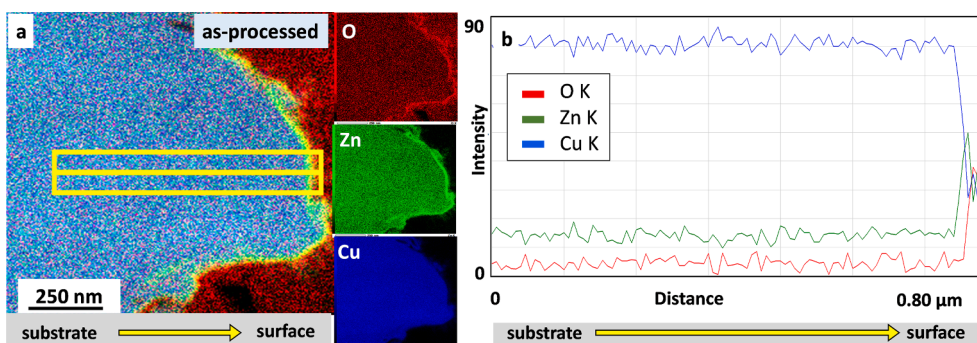 a
as-processed
O
Zn
Cu
250 nm
substrate
surface
90
b
O K
Zn K
Cu K
Intensity
0
0
Distance
0.80 µm
substrate
surface